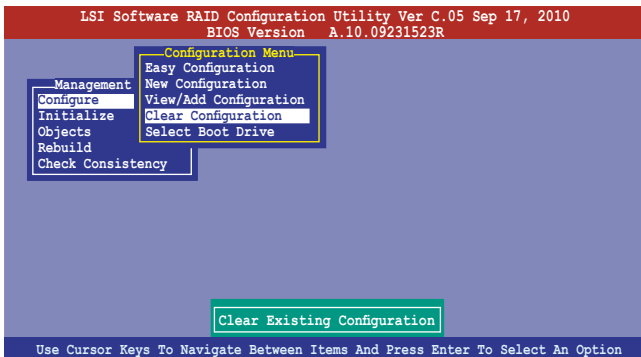 LSI Software RAID Configuration Utility Ver C.05 Sep 17, 2010
BIOS Version A.10.09231523R
Configuration Menu
Easy Configuration
New Configuration
View/Add Configuration
Clear Configuration
Select Boot Drive
Management
Configure
Initialize
Objects
Rebuild
Check Consistency
Clear Existing Configuration
Use Cursor Keys To Navigate Between Items And Press Enter To Select An Option